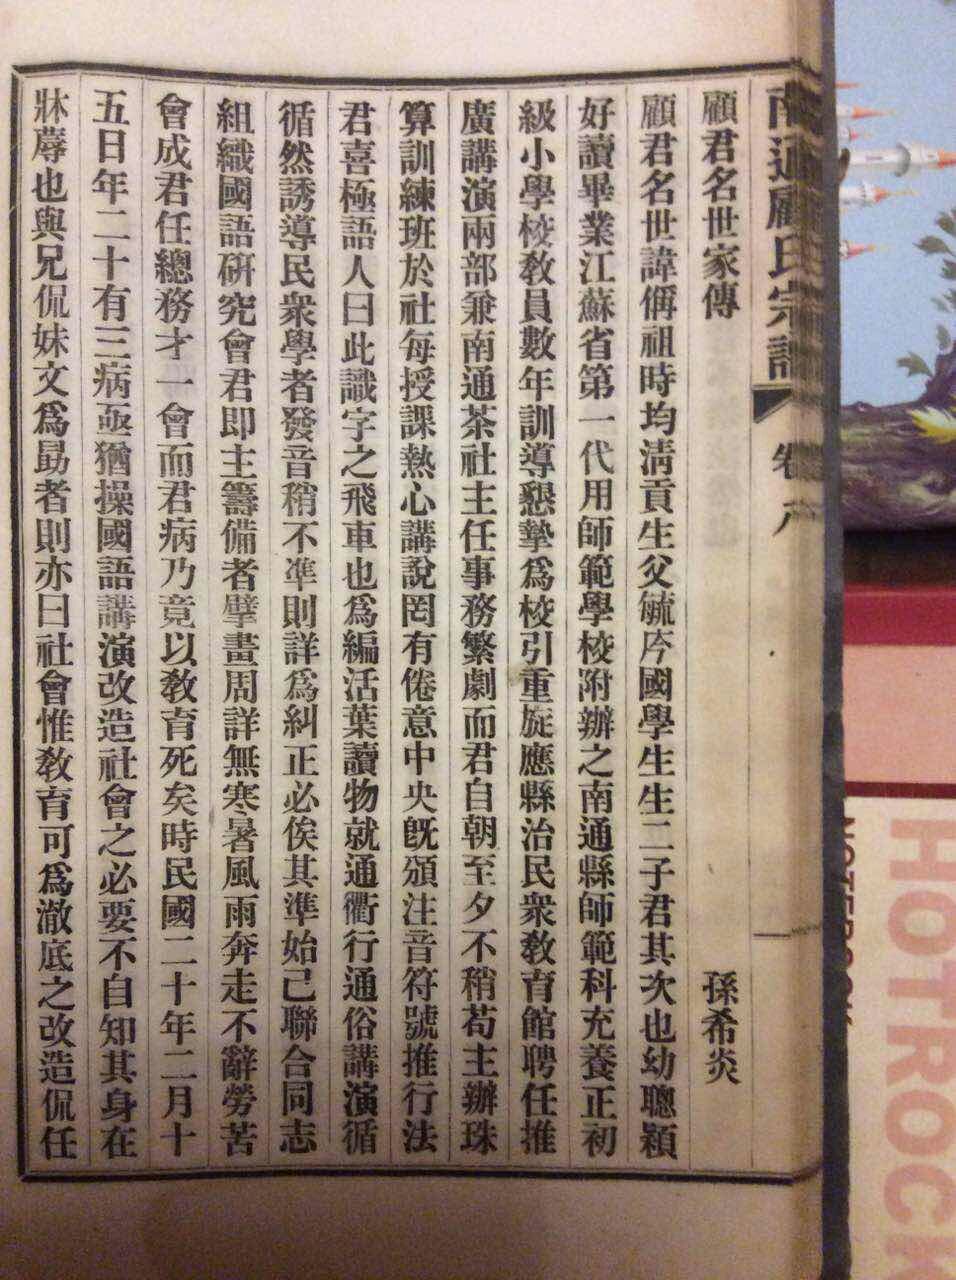 南通顧氏宗譜 卷八 一
顧君名世家傳 孫希炎
顧君名世諱偁祖時均淸貢生父毓庍國學生生二子君其次也幼聰穎
好讀畢業江蘇省第一代用師範學校附辦之南通縣師範科充養正初
級小學校敎員數年訓導懇摯爲校引重旋應縣治民衆敎育館聘任推
廣講演兩部兼南通茶社主任事務繁劇而君自朝至夕不稍苟主辦珠
算訓練班於社每授課熱心講說罔有倦意中央旣頒注音符號推行法
君喜極語人曰此識字之飛車也爲編活葉讀物就通衢行通俗講演循
循然誘導民衆學者發音稍不準則詳爲糾正必俟其準始已聯合同志
組織國語硏究會君卽主籌備者擘畫周詳無寒暑風雨奔走不辭勞苦
會成君任總務才一會而君病乃竟以敎育死矣時民國二十年二月十
五日年二十有三病亟猶操國語講演改造社會之必要不自知其身在
牀蓐也與兄侃妹文爲勗者則亦曰社會惟敎育可爲澈底之改造侃任
NOTEBOOK
HOTROCK